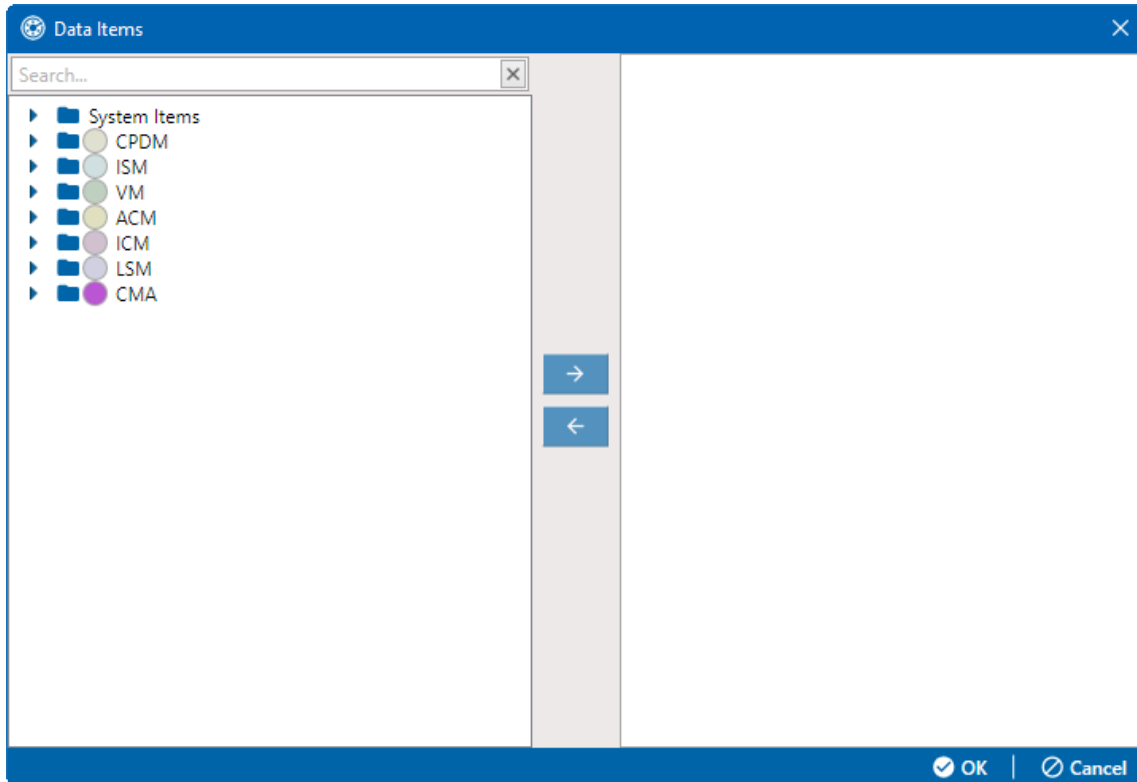 Data Items
Search...
System Items
CPDM
ISM
VM
ACM
ICM
LSM
CMA
OK
Cancel